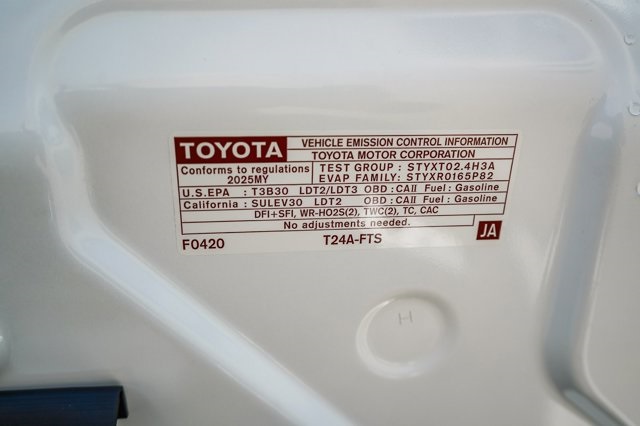 TOYOTA VEHICLE EMISSION CONTROL INFORMATION
TOYOTA MOTOR CORPORATION
Conforms to regulations TEST GROUP : STYXT02.4H3A
2025MY EVAP FAMILY: STYXR0165P82
U.S.EPA : T3B30 LDT2/LDT3 OBD : CAII Fuel : Gasoline
California : SULEV30 LDT2 OBD : CAII Fuel : Gasoline
DFI+SFI, WR-HO2S(2), TWC(2), TC, CAC
No adjustments needed.
F0420 T24A-FTS JA
H